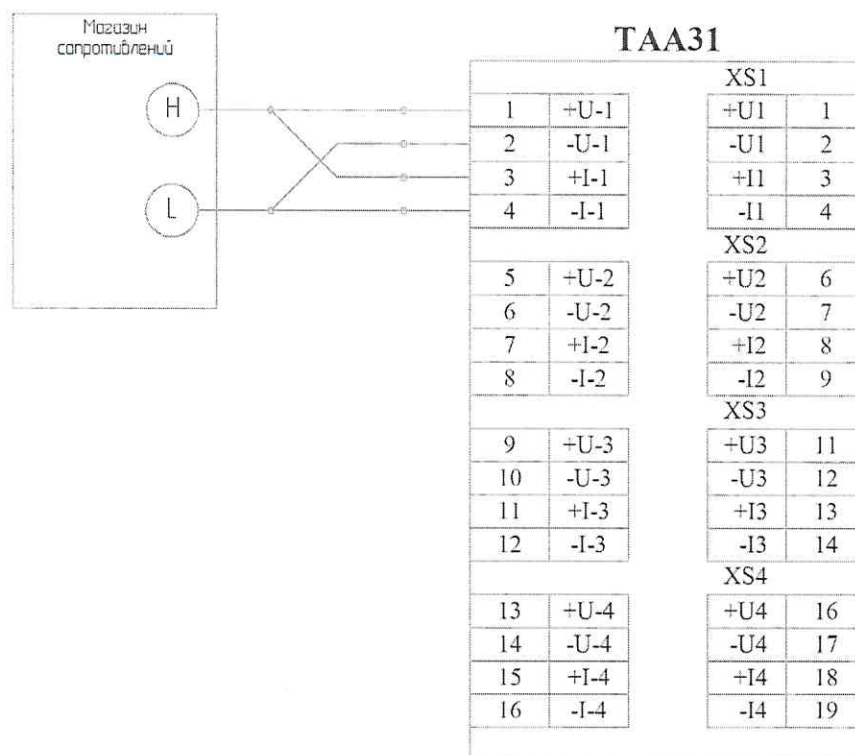 Магазин
сопротивлений
H
L
ТАА31
XS1
1 +U-1 +U1 1
2 -U-1 -U1 2
3 +I-1 +I1 3
4 -I-1 -I1 4
XS2
5 +U-2 +U2 6
6 -U-2 -U2 7
7 +I-2 +I2 8
8 -I-2 -I2 9
XS3
9 +U-3 +U3 11
10 -U-3 -U3 12
11 +I-3 +I3 13
12 -I-3 -I3 14
XS4
13 +U-4 +U4 16
14 -U-4 -U4 17
15 +I-4 +I4 18
16 -I-4 -I4 19